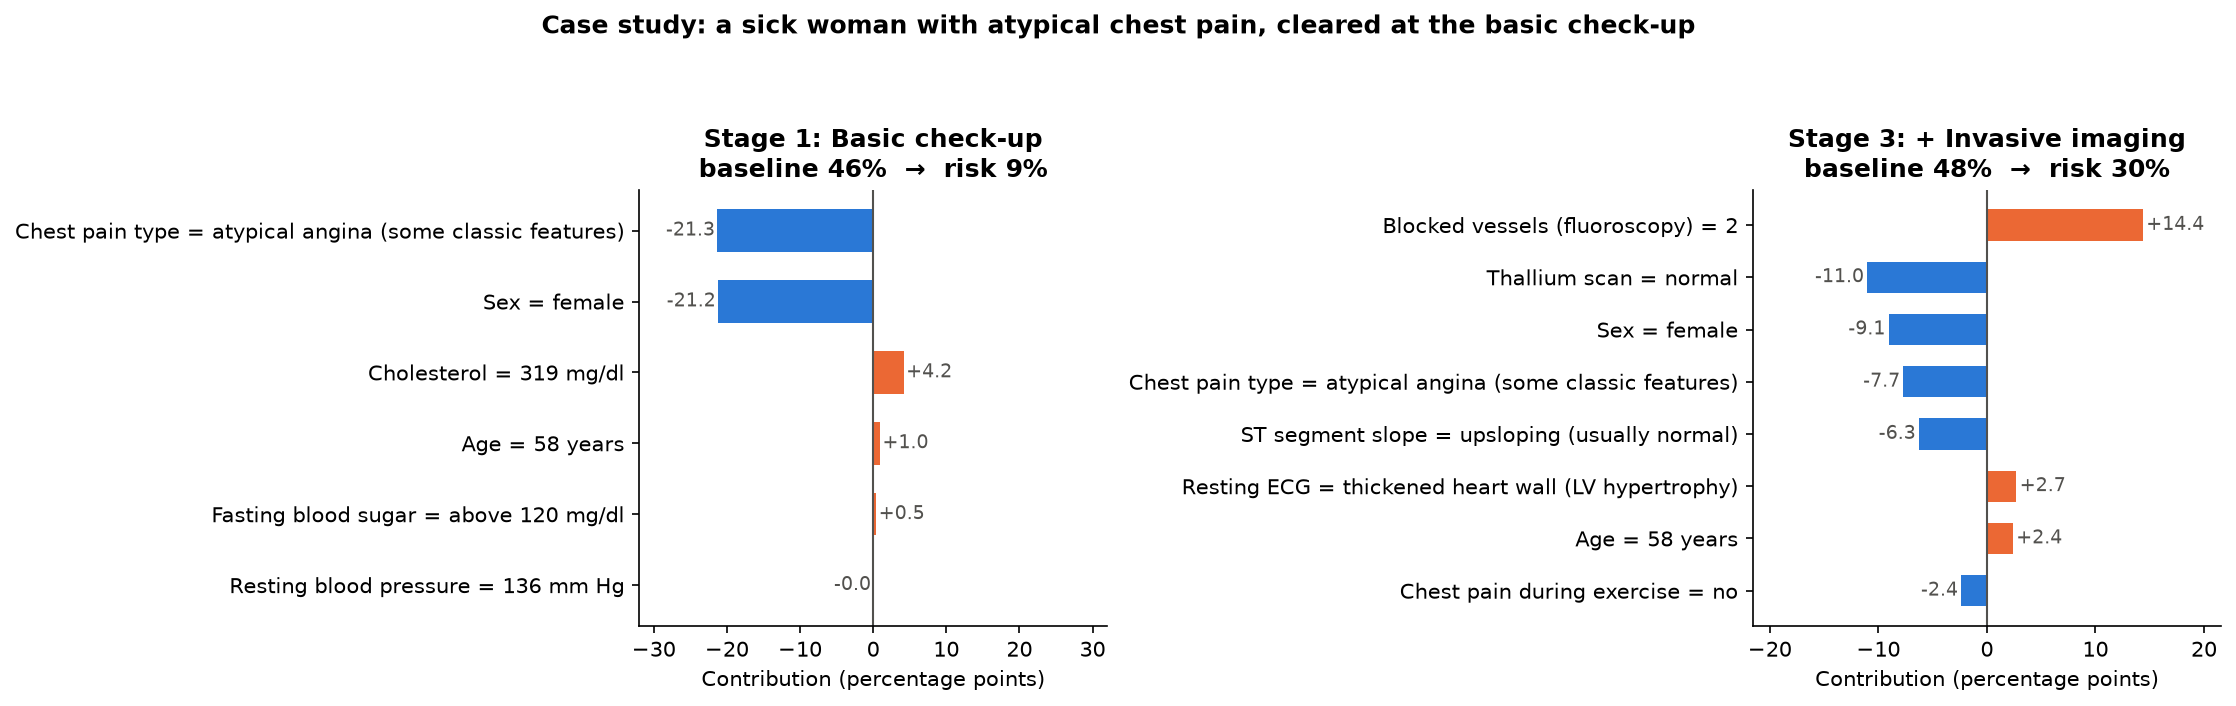 Case study: a sick woman with atypical chest pain, cleared at the basic check-up
Stage 1: Basic check-up
baseline 46%  →  risk 9%
Chest pain type = atypical angina (some classic features)
-21.3
Sex = female
-21.2
Cholesterol = 319 mg/dl
+4.2
Age = 58 years
+1.0
Fasting blood sugar = above 120 mg/dl
+0.5
Resting blood pressure = 136 mm Hg
-0.0
−30 −20 −10 0 10 20 30
Contribution (percentage points)
Stage 3: + Invasive imaging
baseline 48%  →  risk 30%
Blocked vessels (fluoroscopy) = 2
+14.4
Thallium scan = normal
-11.0
Sex = female
-9.1
Chest pain type = atypical angina (some classic features)
-7.7
ST segment slope = upsloping (usually normal)
-6.3
Resting ECG = thickened heart wall (LV hypertrophy)
+2.7
Age = 58 years
+2.4
Chest pain during exercise = no
-2.4
−20 −10 0 10 20
Contribution (percentage points)